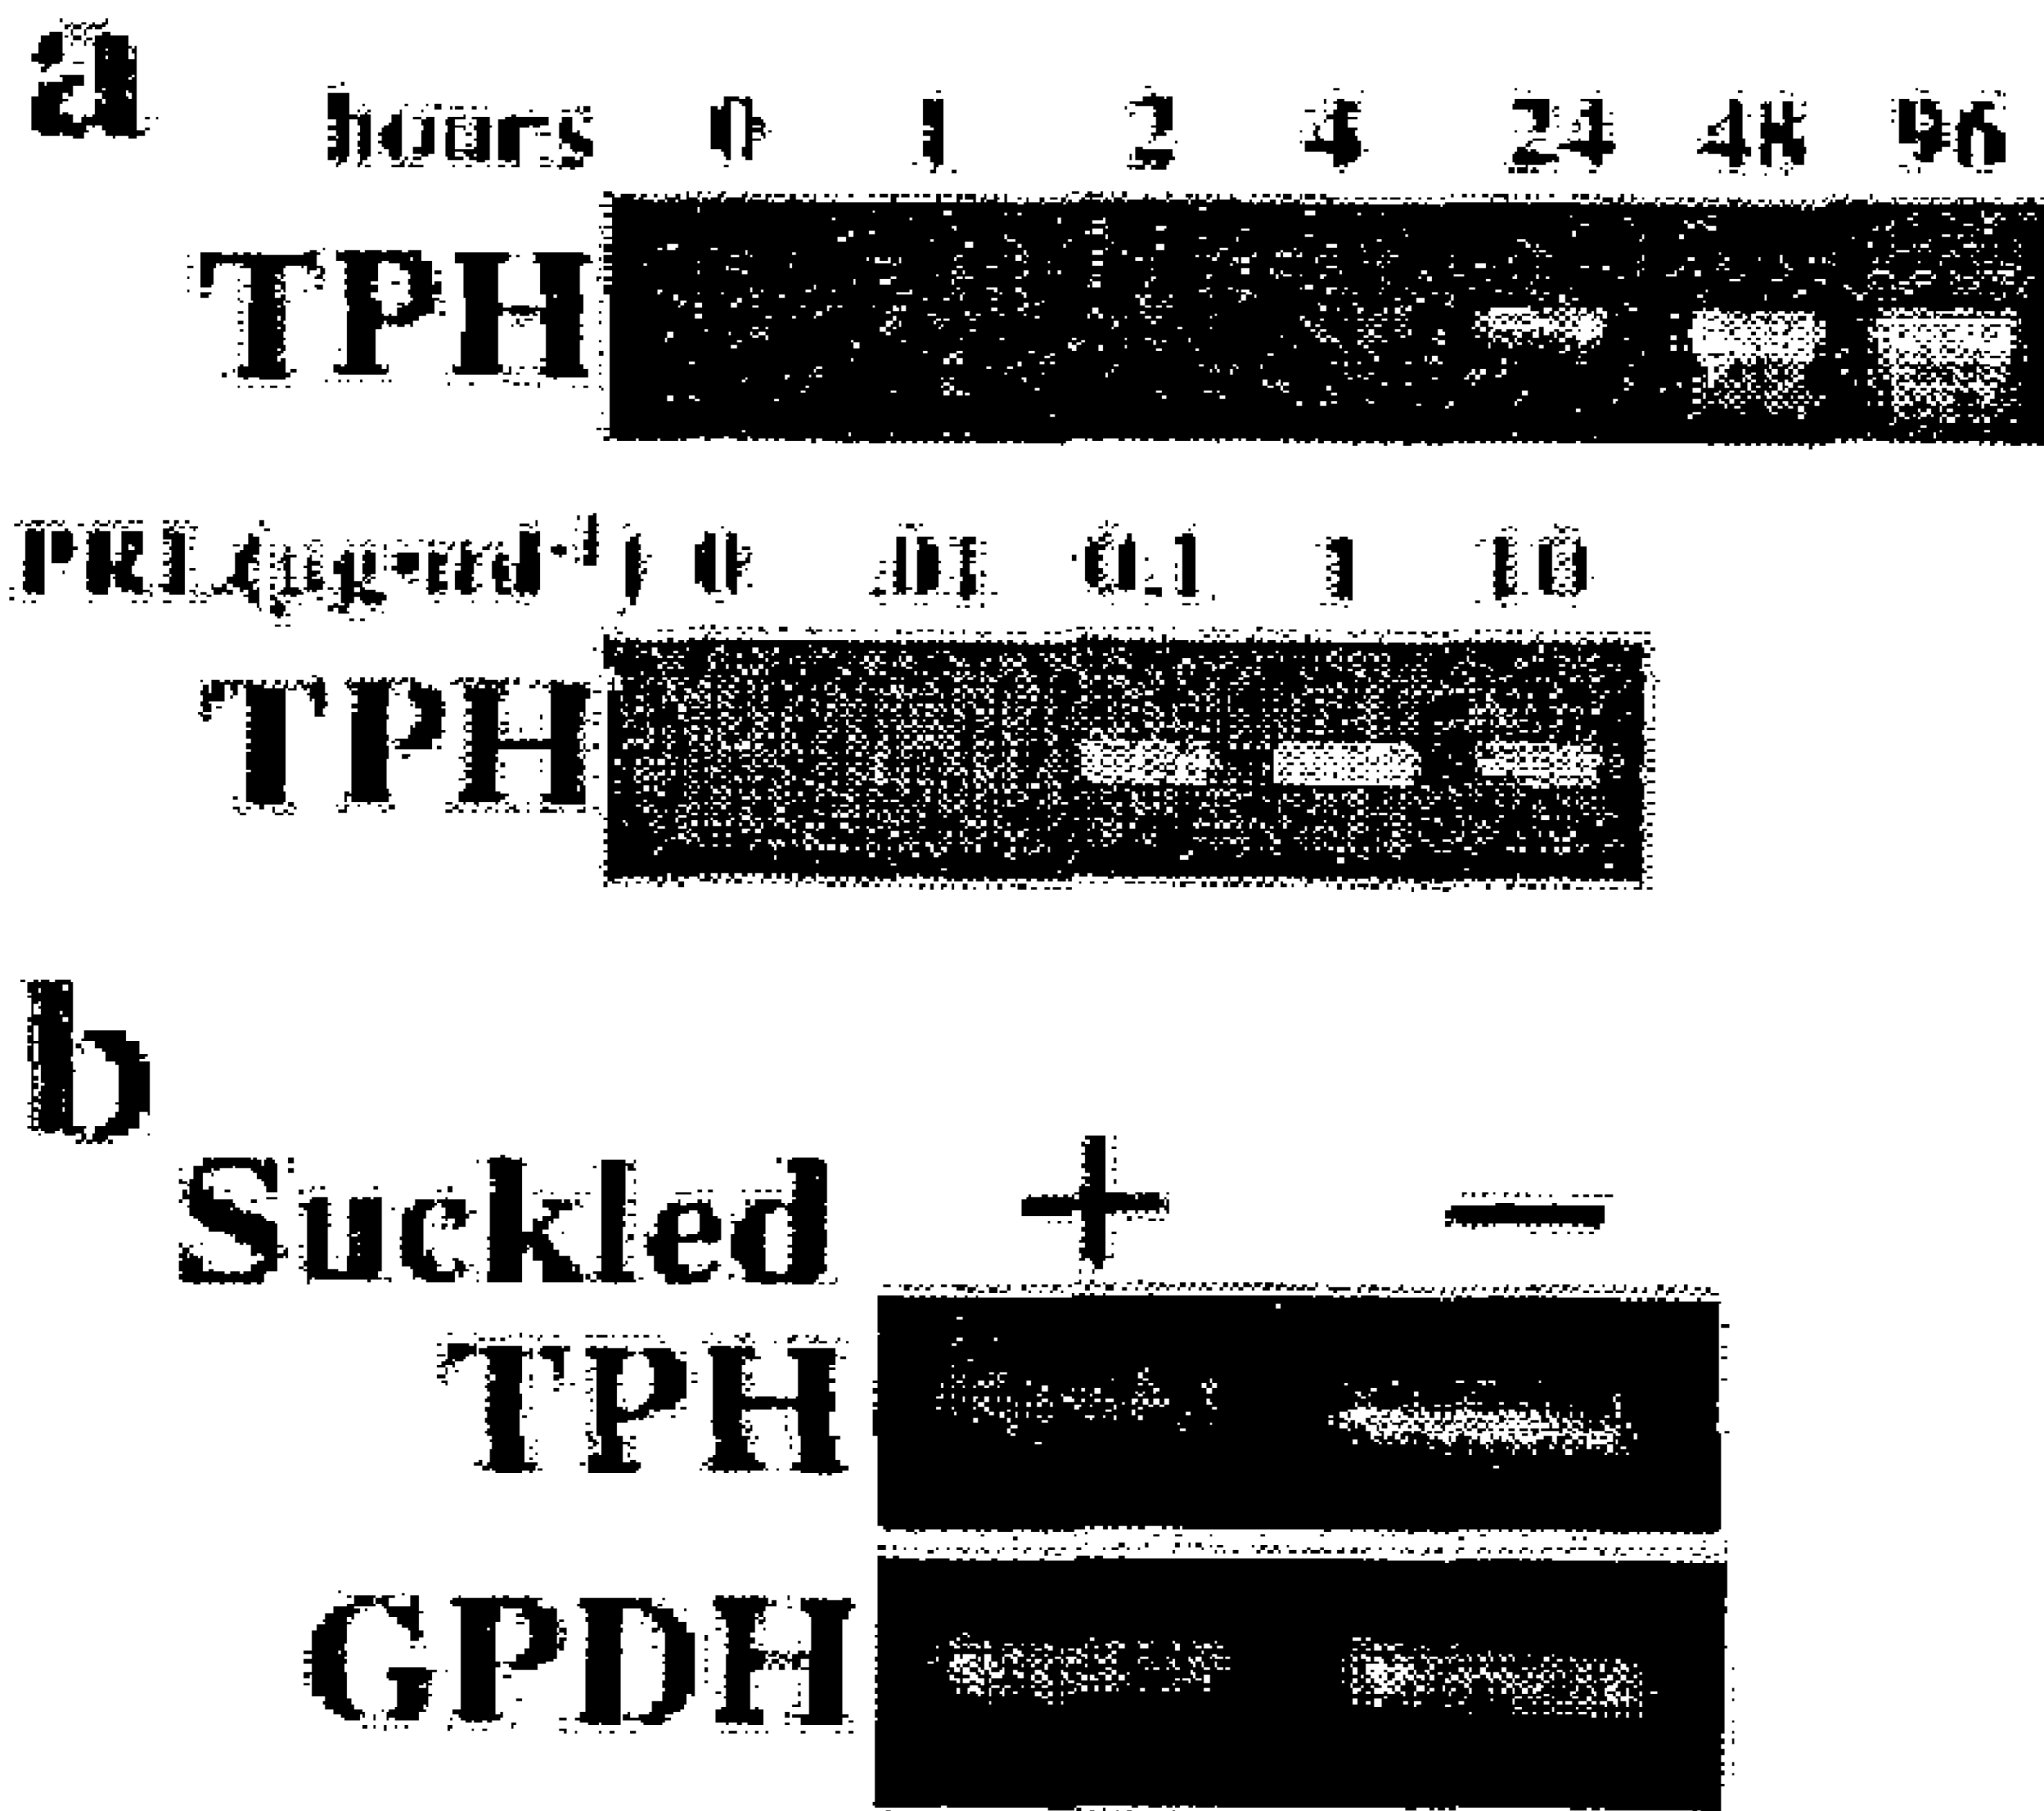 a
hours 0 1 2 4 24 48 96
TPH
PRL (μg·ml⁻¹) 0 .01 0.1 1 10
TPH
b
Suckled + −
TPH
GPDH